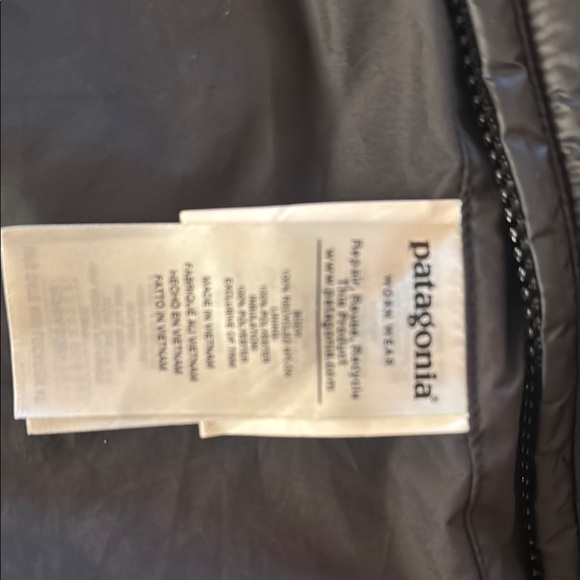 patagonia®
WORN WEAR
Repair, Reuse, Recycle
This Product
www.patagonia.com
BODY:
100% RECYCLED NYLON
LINING:
100% POLYESTER
INSULATION:
100% POLYESTER
EXCLUSIVE OF TRIM
MADE IN VIETNAM
FABRIQUÉ AU VIETNAM
HECHO EN VIETNAM
FATTO IN VIETNAM